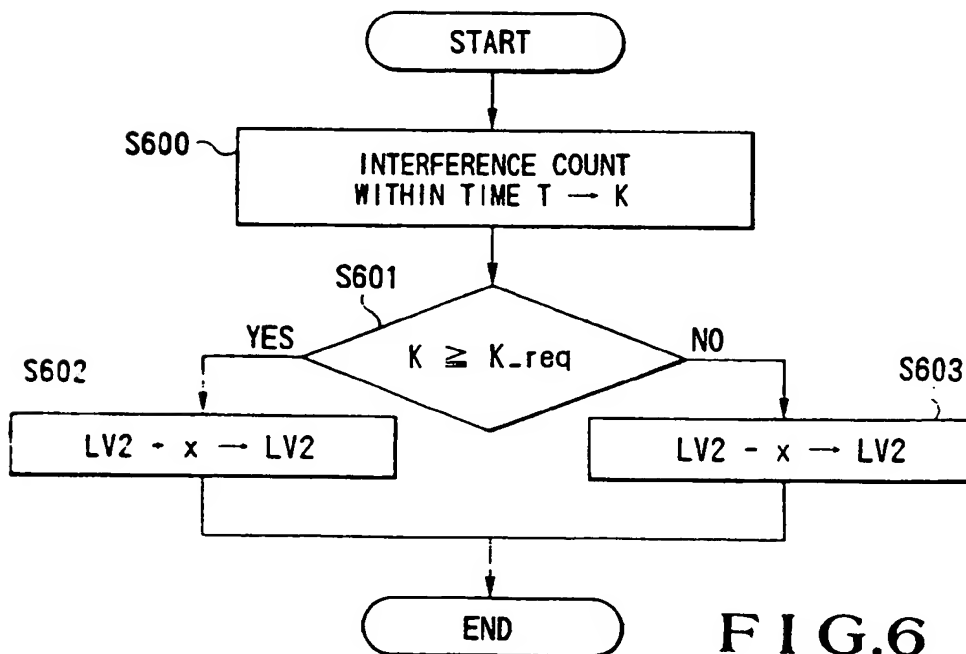 START
S600
INTERFERENCE COUNT
WITHIN TIME T → K
S601
YES
K ≧ K_req
NO
S602
S603
LV2 + x → LV2
LV2 - x → LV2
END
FIG.6